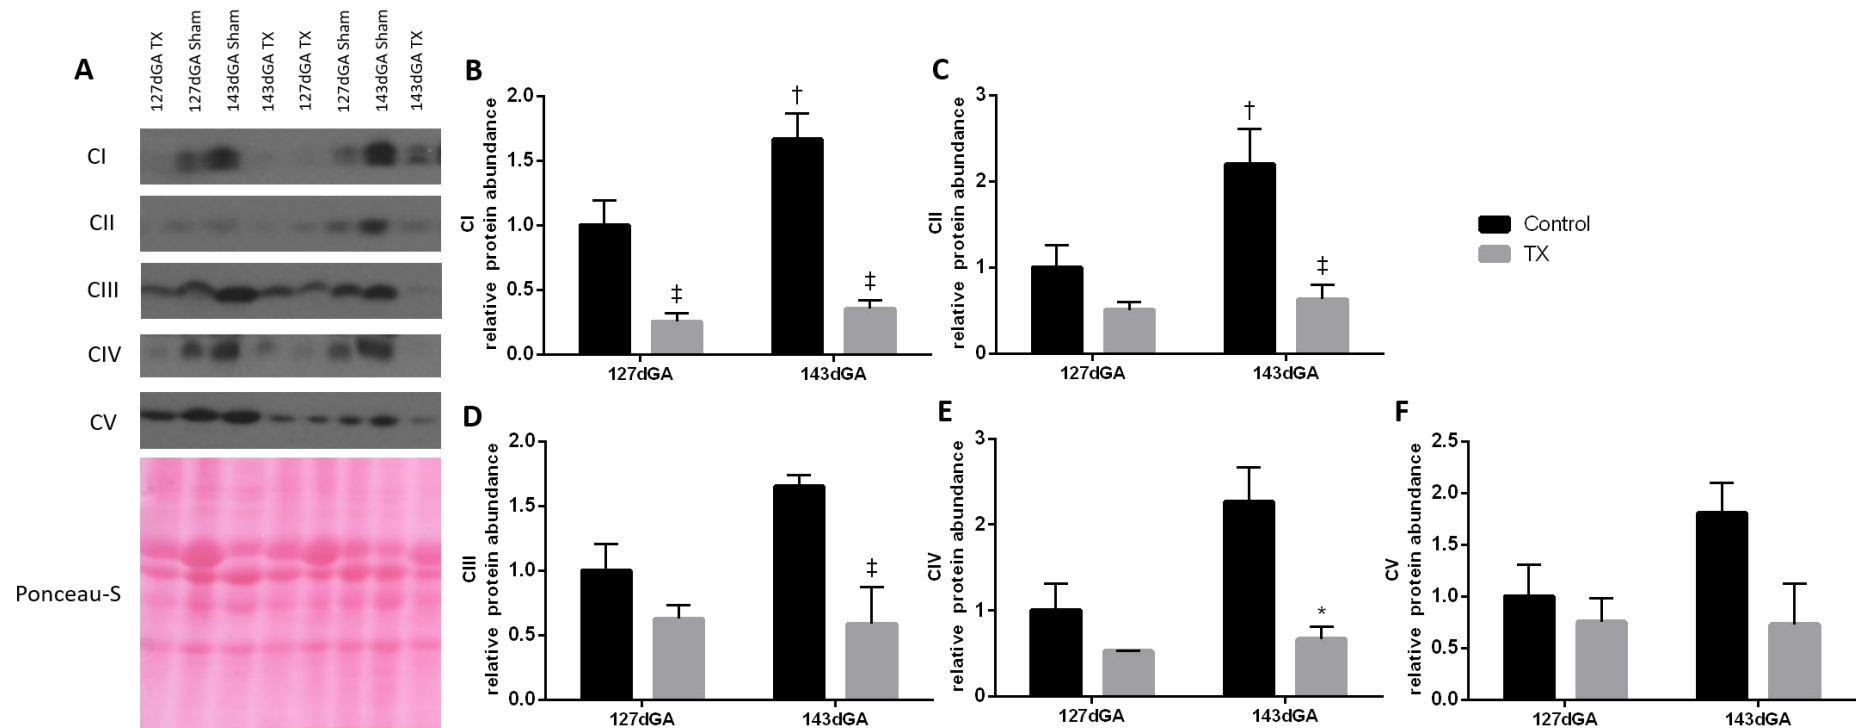 A
127dGA TX
127dGA Sham
143dGA Sham
143dGA TX
127dGA TX
127dGA Sham
143dGA Sham
143dGA TX
CI
CII
CIII
CIV
CV
Ponceau-S
B
CI
relative protein abundance
2.0
1.5
1.0
0.5
0.0
†
‡
‡
127dGA
143dGA
C
CII
relative protein abundance
3
2
1
0
†
‡
127dGA
143dGA
Control
TX
D
CIII
relative protein abundance
2.0
1.5
1.0
0.5
0.0
‡
127dGA
143dGA
E
CIV
relative protein abundance
3
2
1
0
*
127dGA
143dGA
F
CV
relative protein abundance
2.5
2.0
1.5
1.0
0.5
0.0
127dGA
143dGA